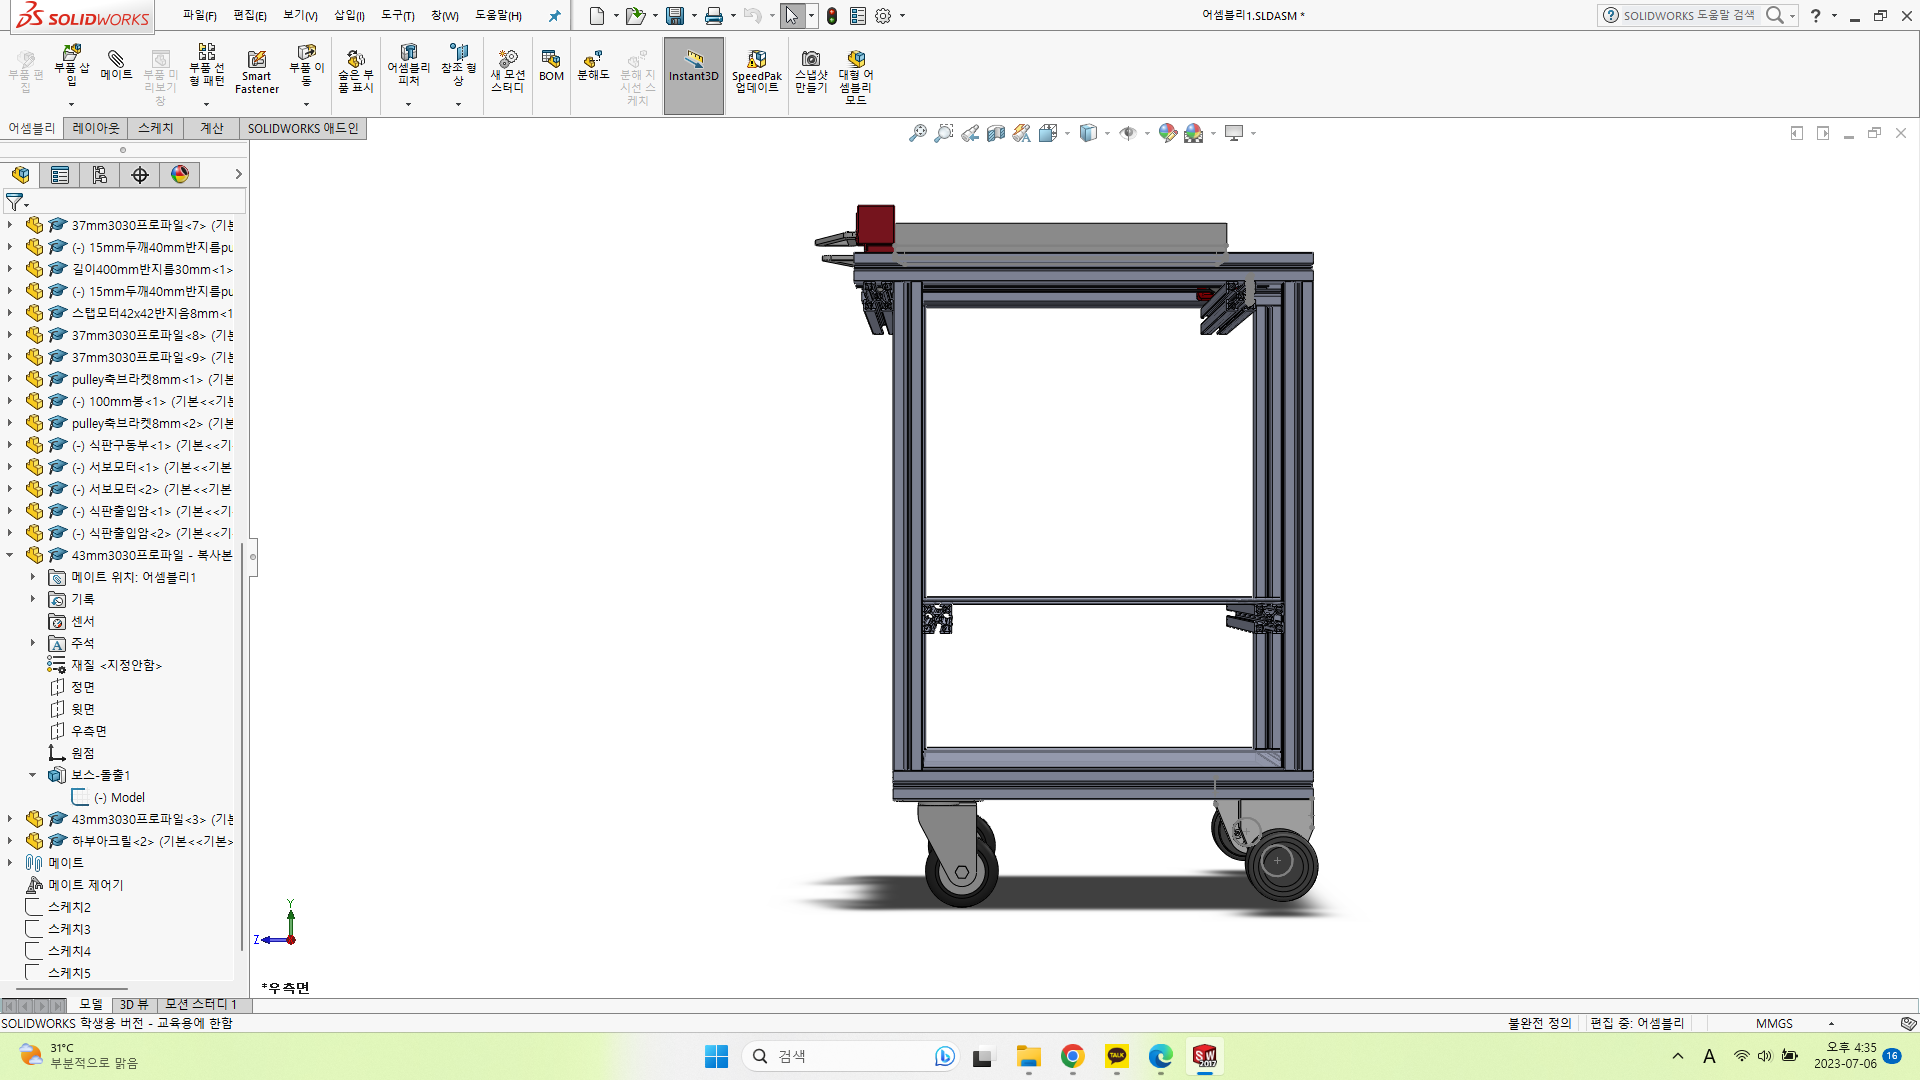 SOLIDWORKS
파일(F) 편집(E) 보기(V) 삽입(I) 도구(T) 창(W) 도움말(H)
어셈블리1.SLDASM *
SOLIDWORKS 도움말 검색
부품 편집
부품 삽입
메이트
부품 미리보기 창
부품 선형 패턴
Smart Fastener
부품 이동
숨은 부품 표시
어셈블리 피처
참조 형상
새 모션 스터디
BOM
분해도
분해 지시선 스케치
Instant3D
SpeedPak 업데이트
스냅샷 만들기
대형 어셈블리 모드
어셈블리 레이아웃 스케치 계산 SOLIDWORKS 애드인
37mm3030프로파일<7> (기본
(-) 15mm두께40mm반지름pu
길이400mm반지름30mm<1>
(-) 15mm두께40mm반지름pu
스탭모터42x42반지음8mm<1
37mm3030프로파일<8> (기본
37mm3030프로파일<9> (기본
pulley축브라켓8mm<1> (기본
(-) 100mm봉<1> (기본<<기본
pulley축브라켓8mm<2> (기본
(-) 식판구동부<1> (기본<<기
(-) 서보모터<1> (기본<<기본
(-) 서보모터<2> (기본<<기본
(-) 식판출입암<1> (기본<<기
(-) 식판출입암<2> (기본<<기
43mm3030프로파일 - 복사본
메이트 위치: 어셈블리1
기록
센서
주석
재질 <지정안함>
정면
윗면
우측면
원점
보스-돌출1
(-) Model
43mm3030프로파일<3> (기본
하부아크릴<2> (기본<<기본>
메이트
메이트 제어기
스케치2
스케치3
스케치4
스케치5
Y
Z
*우측면
모델 3D 뷰 모션 스터디 1
SOLIDWORKS 학생용 버전 - 교육용에 한함
불완전 정의 편집 중: 어셈블리 MMGS
31°C
부분적으로 맑음
검색
TALK
SW
2017
A
오후 4:35
2023-07-06
16